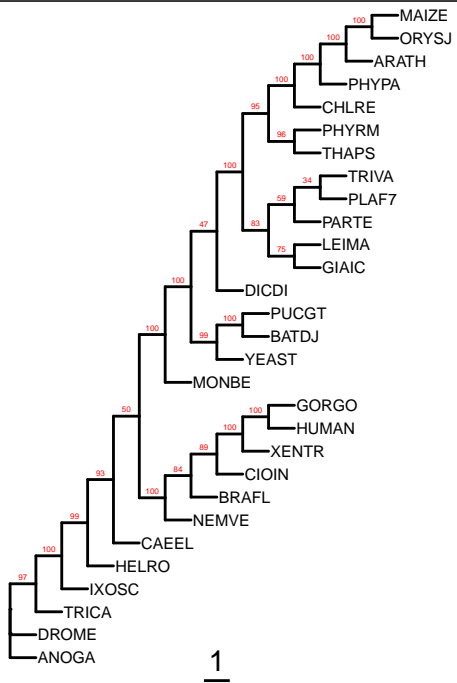 MAIZE
100
ORYSJ
100
ARATH
100
PHYPA
100
CHLRE
95
PHYRM
96
THAPS
100
TRIVA
34
PLAF7
59
PARTE
83
LEIMA
75
GIAIC
47
DICDI
100
PUCGT
100
BATDJ
99
YEAST
100
MONBE
GORGO
100
HUMAN
50
100
XENTR
89
CIOIN
84
BRAFL
93
100
NEMVE
99
CAEEL
100
HELRO
97
IXOSC
TRICA
DROME
ANOGA
1